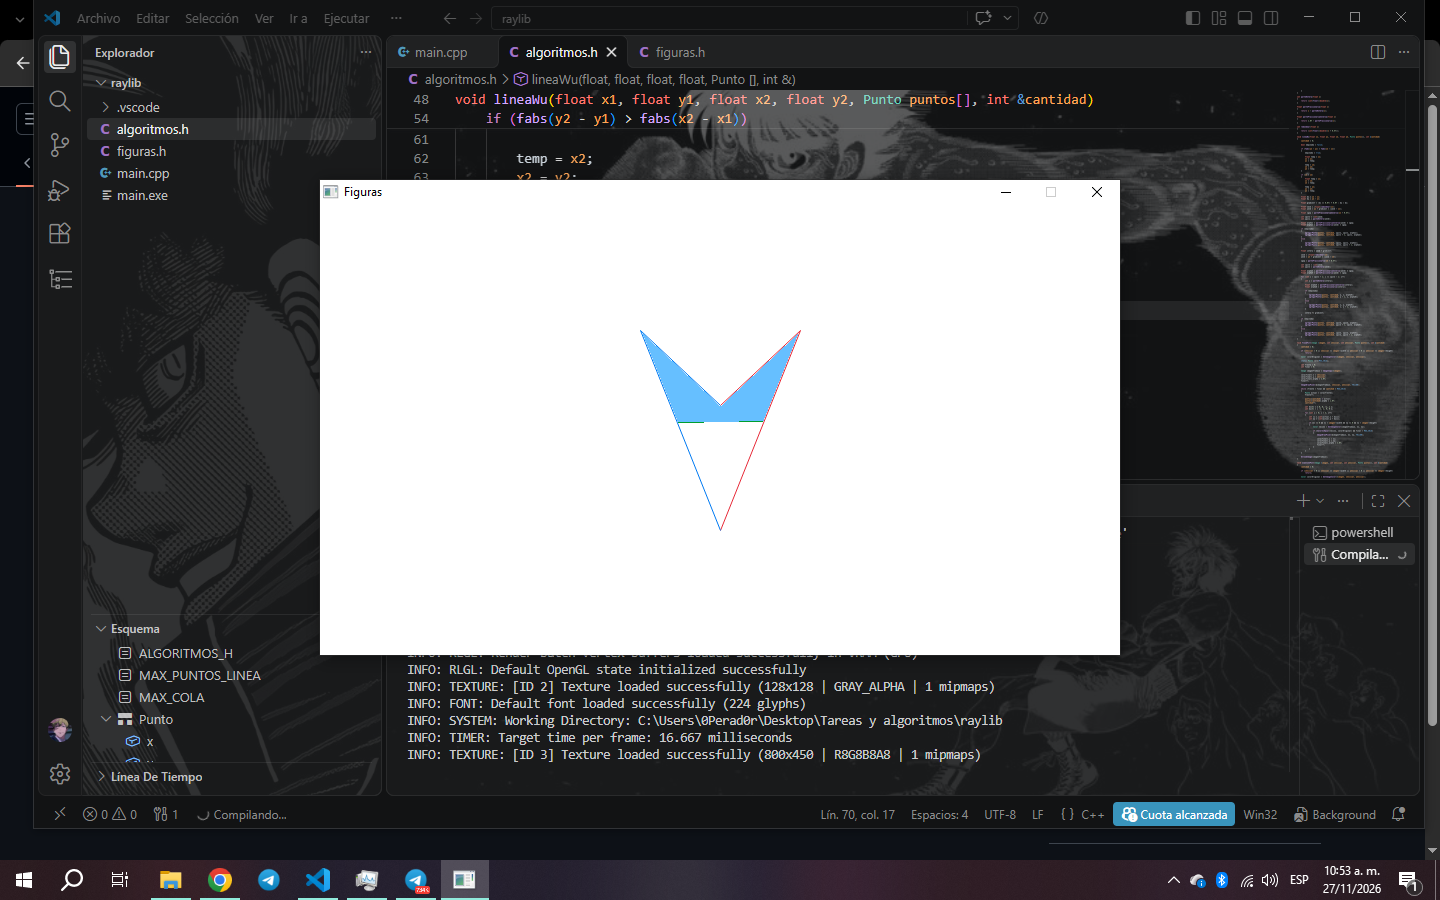 Archivo Editar Selección Ver Ir a Ejecutar ··· raylib
Explorador ···
raylib
.vscode
algoritmos.h
figuras.h
main.cpp
main.exe
main.cpp algoritmos.h figuras.h ···
algoritmos.h > lineaWu(float, float, float, float, Punto [], int &)
48 void lineaWu(float x1, float y1, float x2, float y2, Punto puntos[], int &cantidad)
54 if (fabs(y2 - y1) > fabs(x2 - x1))
61
62 temp = x2;
63 x2 = y2;
Figuras
powershell
Compila...
INFO: RLGL: Default OpenGL state initialized successfully
INFO: TEXTURE: [ID 2] Texture loaded successfully (128x128 | GRAY_ALPHA | 1 mipmaps)
INFO: FONT: Default font loaded successfully (224 glyphs)
INFO: SYSTEM: Working Directory: C:\Users\0Perad0r\Desktop\Tareas y algoritmos\raylib
INFO: TIMER: Target time per frame: 16.667 milliseconds
INFO: TEXTURE: [ID 3] Texture loaded successfully (800x450 | R8G8B8A8 | 1 mipmaps)
Esquema
ALGORITMOS_H
MAX_PUNTOS_LINEA
MAX_COLA
Punto
x
Línea De Tiempo
0 0 1 Compilando... Lín. 70, col. 17 Espacios: 4 UTF-8 LF { } C++ Cuota alcanzada Win32 Background
ESP 10:53 a. m.
27/11/2026 1